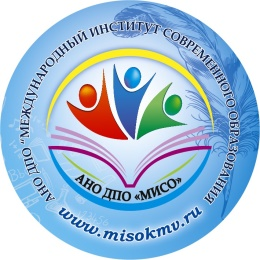 АНО ДПО "МЕЖДУНАРОДНЫЙ ИНСТИТУТ СОВРЕМЕННОГО ОБРАЗОВАНИЯ"
АНО ДПО «МИСО»
www.misokmv.ru